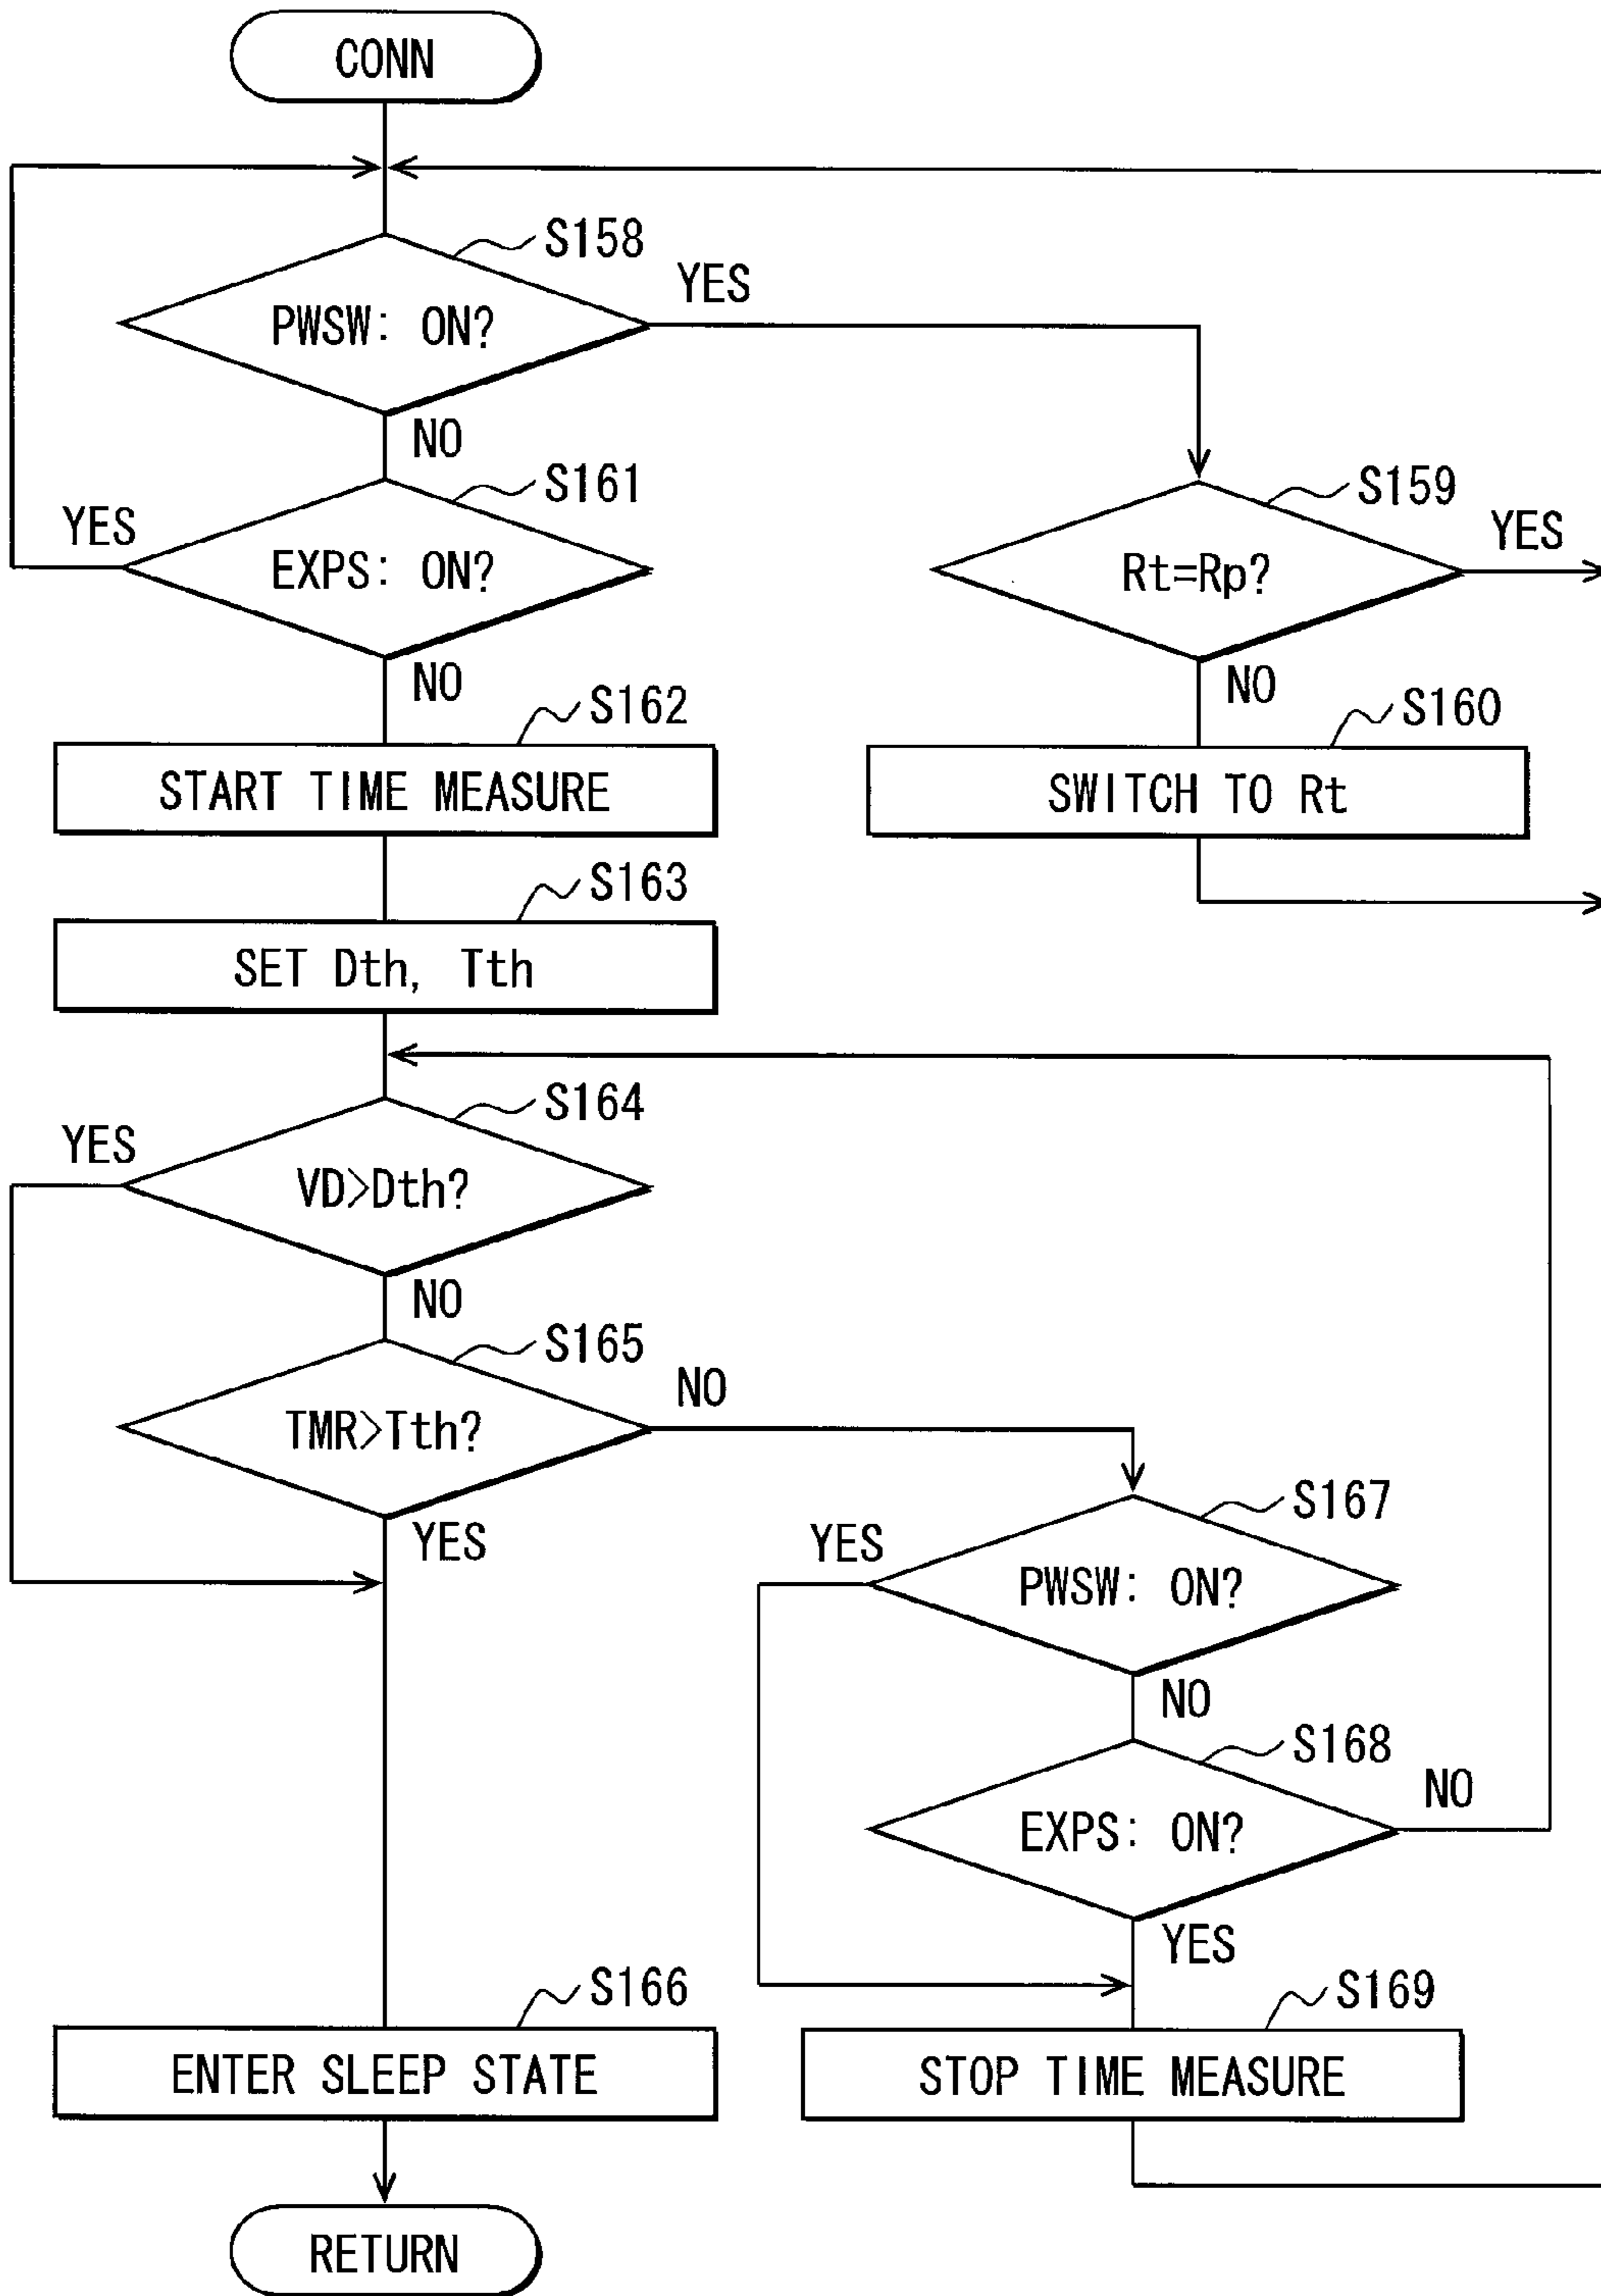 CONN
S158
PWSW: ON?
YES
NO
S161
YES
EXPS: ON?
NO
S159
Rt=Rp?
YES
NO
S162
START TIME MEASURE
S160
SWITCH TO Rt
S163
SET Dth, Tth
S164
YES
VD>Dth?
NO
S165
TMR>Tth?
NO
YES
S167
YES
PWSW: ON?
NO
S168
EXPS: ON?
NO
YES
S166
ENTER SLEEP STATE
S169
STOP TIME MEASURE
RETURN